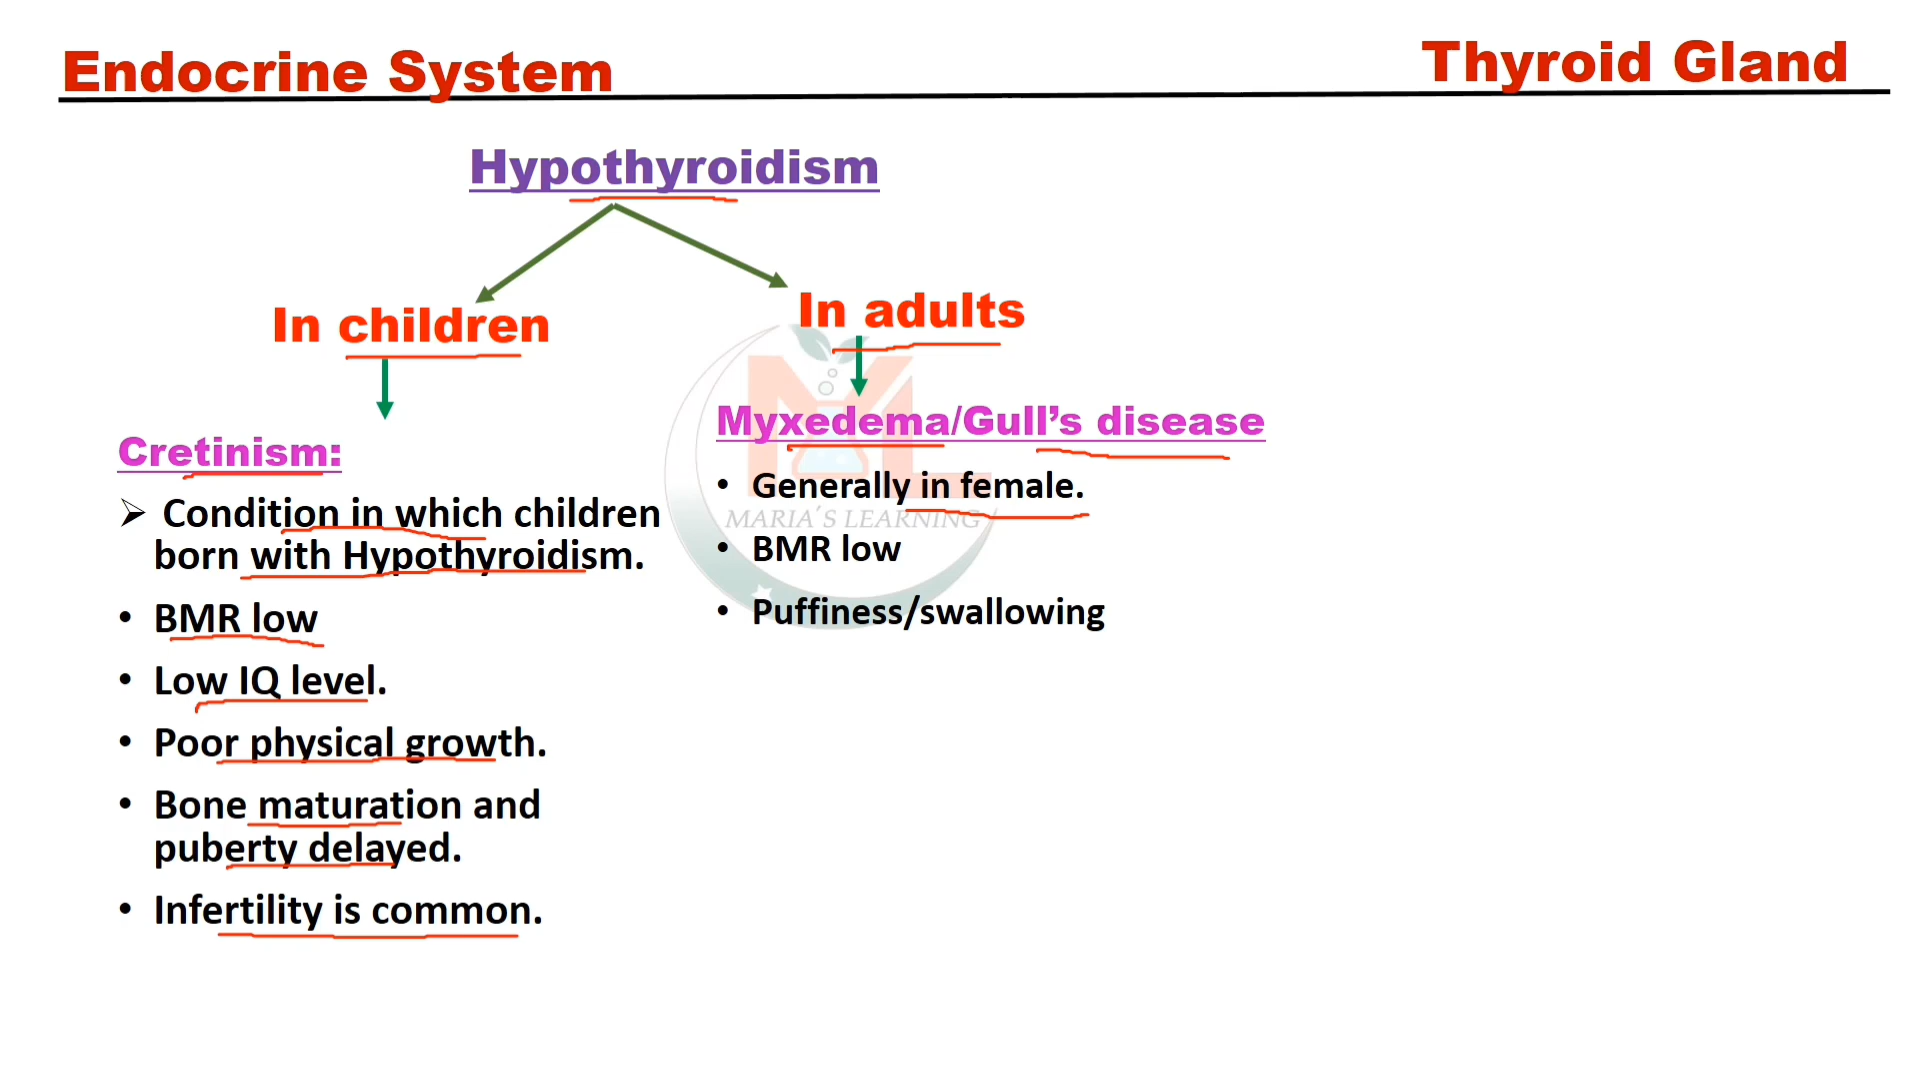 Endocrine System
Thyroid Gland
Hypothyroidism
In children
In adults
Cretinism:
➢ Condition in which children
born with Hypothyroidism.
• BMR low
• Low IQ level.
• Poor physical growth.
• Bone maturation and
puberty delayed.
• Infertility is common.
Myxedema/Gull’s disease
• Generally in female.
• BMR low
• Puffiness/swallowing
ML
MARIA'S LEARNING